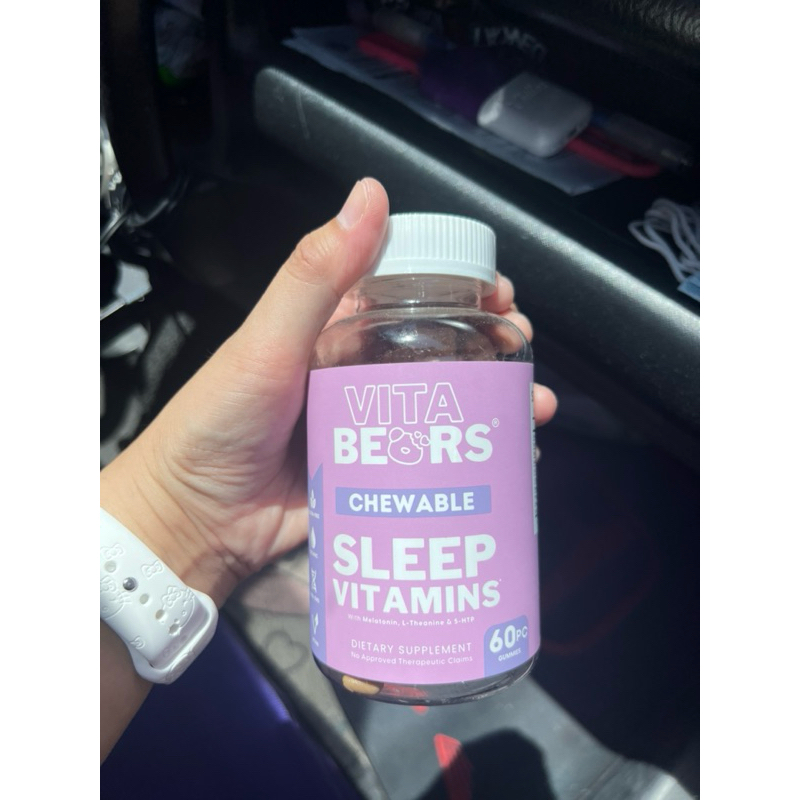 VITA
BEARS®
CHEWABLE
SLEEP
VITAMINS
With Melatonin, L-Theanine & 5-HTP
DIETARY SUPPLEMENT
No Approved Therapeutic Claims
60PC
GUMMIES